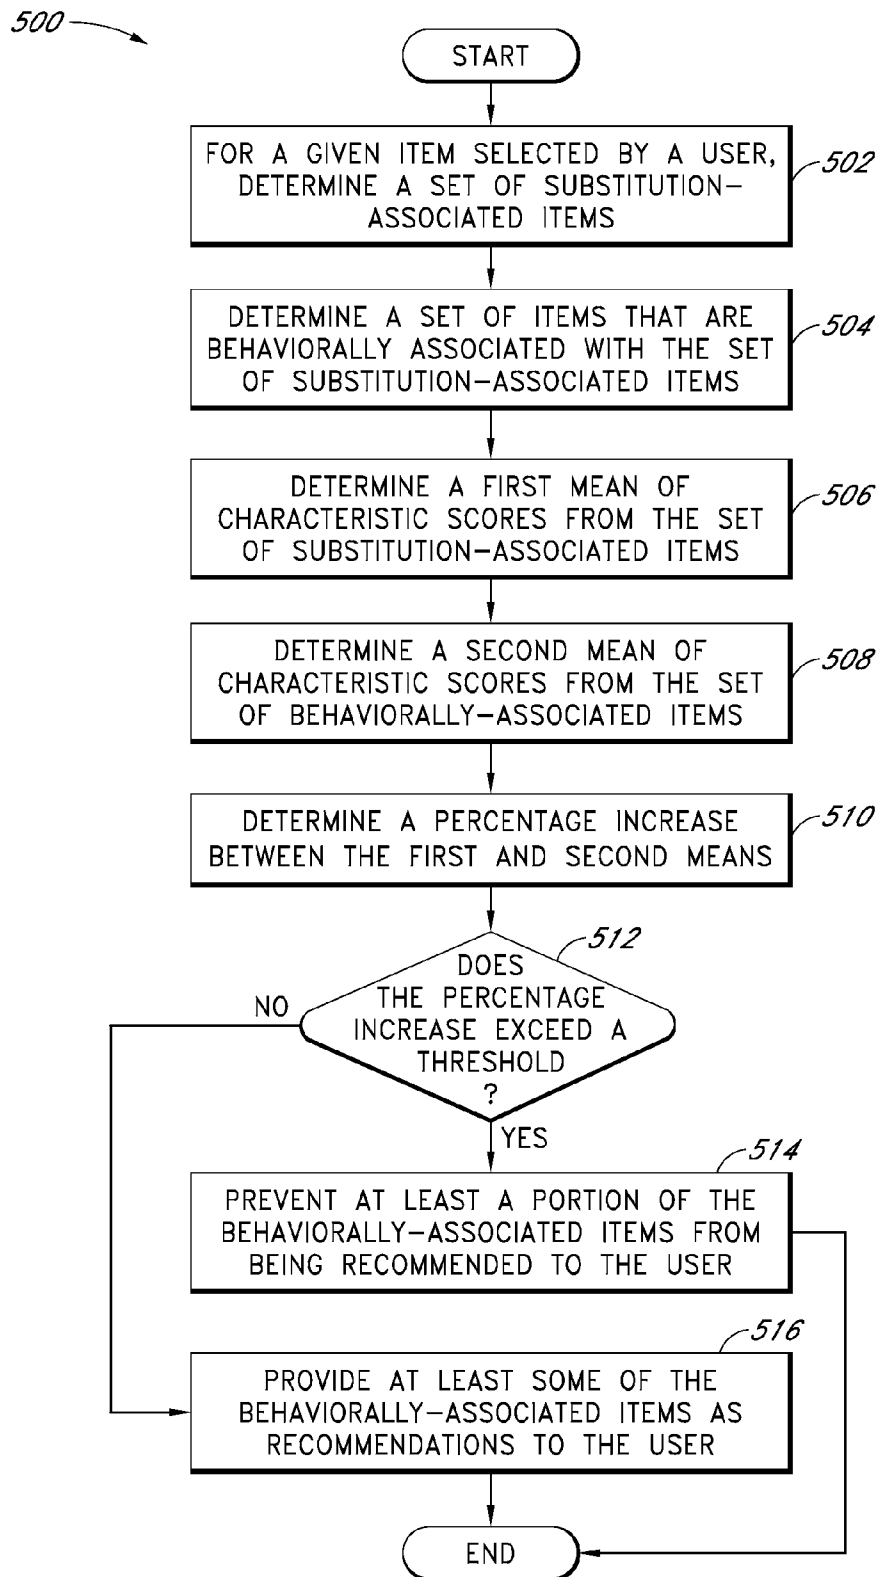 500
START
FOR A GIVEN ITEM SELECTED BY A USER,
DETERMINE A SET OF SUBSTITUTION-
ASSOCIATED ITEMS
502
DETERMINE A SET OF ITEMS THAT ARE
BEHAVIORALLY ASSOCIATED WITH THE SET
OF SUBSTITUTION-ASSOCIATED ITEMS
504
DETERMINE A FIRST MEAN OF
CHARACTERISTIC SCORES FROM THE SET
OF SUBSTITUTION-ASSOCIATED ITEMS
506
DETERMINE A SECOND MEAN OF
CHARACTERISTIC SCORES FROM THE SET
OF BEHAVIORALLY-ASSOCIATED ITEMS
508
DETERMINE A PERCENTAGE INCREASE
BETWEEN THE FIRST AND SECOND MEANS
510
512
DOES
THE PERCENTAGE
INCREASE EXCEED A
THRESHOLD
?
NO
YES
514
PREVENT AT LEAST A PORTION OF THE
BEHAVIORALLY-ASSOCIATED ITEMS FROM
BEING RECOMMENDED TO THE USER
516
PROVIDE AT LEAST SOME OF THE
BEHAVIORALLY-ASSOCIATED ITEMS AS
RECOMMENDATIONS TO THE USER
END